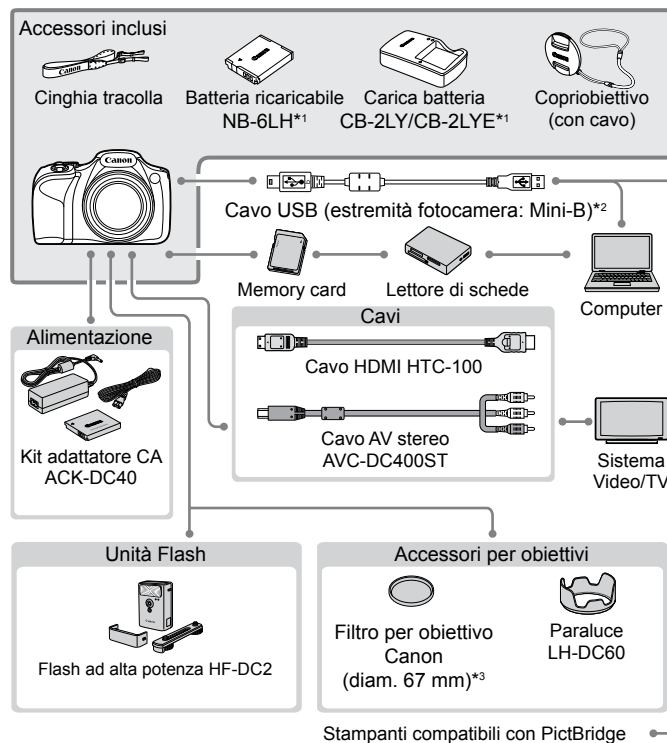 Accessori inclusi
Canon
Canon
Canon
Cinghia tracolla
Batteria ricaricabile
NB-6LH*1
Carica batteria
CB-2LY/CB-2LYE*1
Copriobiettivo
(con cavo)
Canon
Cavo USB (estremità fotocamera: Mini-B)*2
Memory card
Lettore di schede
Computer
Alimentazione
Kit adattatore CA
ACK-DC40
Cavi
Cavo HDMI HTC-100
Cavo AV stereo
AVC-DC400ST
Sistema
Video/TV
Unità Flash
Flash ad alta potenza HF-DC2
Accessori per obiettivi
Filtro per obiettivo
Canon
(diam. 67 mm)*3
Paraluce
LH-DC60
Stampanti compatibili con PictBridge